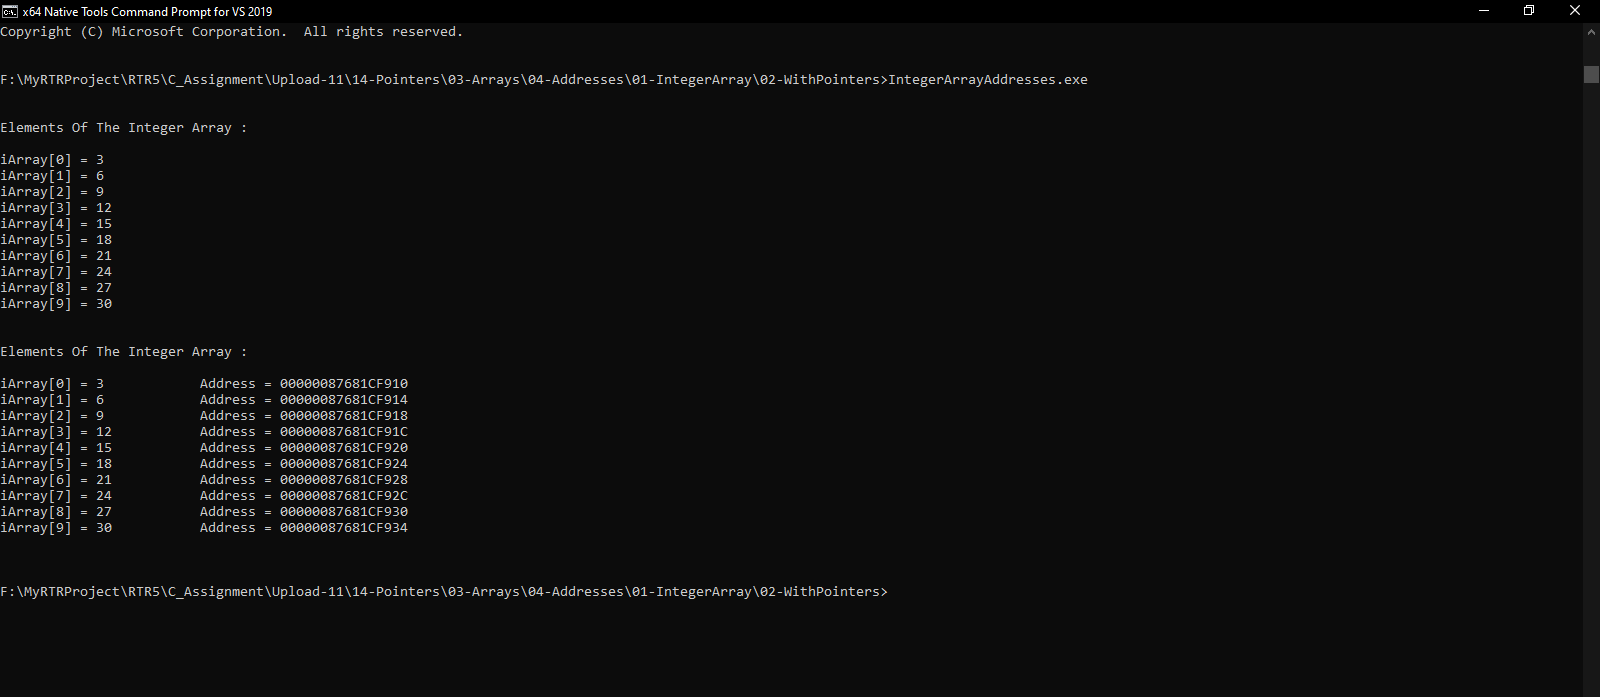 x64 Native Tools Command Prompt for VS 2019
Copyright (C) Microsoft Corporation.  All rights reserved.
F:\MyRTRProject\RTR5\C_Assignment\Upload-11\14-Pointers\03-Arrays\04-Addresses\01-IntegerArray\02-WithPointers>IntegerArrayAddresses.exe
Elements Of The Integer Array :
iArray[0] = 3
iArray[1] = 6
iArray[2] = 9
iArray[3] = 12
iArray[4] = 15
iArray[5] = 18
iArray[6] = 21
iArray[7] = 24
iArray[8] = 27
iArray[9] = 30
Elements Of The Integer Array :
iArray[0] = 3            Address = 00000087681CF910
iArray[1] = 6            Address = 00000087681CF914
iArray[2] = 9            Address = 00000087681CF918
iArray[3] = 12           Address = 00000087681CF91C
iArray[4] = 15           Address = 00000087681CF920
iArray[5] = 18           Address = 00000087681CF924
iArray[6] = 21           Address = 00000087681CF928
iArray[7] = 24           Address = 00000087681CF92C
iArray[8] = 27           Address = 00000087681CF930
iArray[9] = 30           Address = 00000087681CF934
F:\MyRTRProject\RTR5\C_Assignment\Upload-11\14-Pointers\03-Arrays\04-Addresses\01-IntegerArray\02-WithPointers>